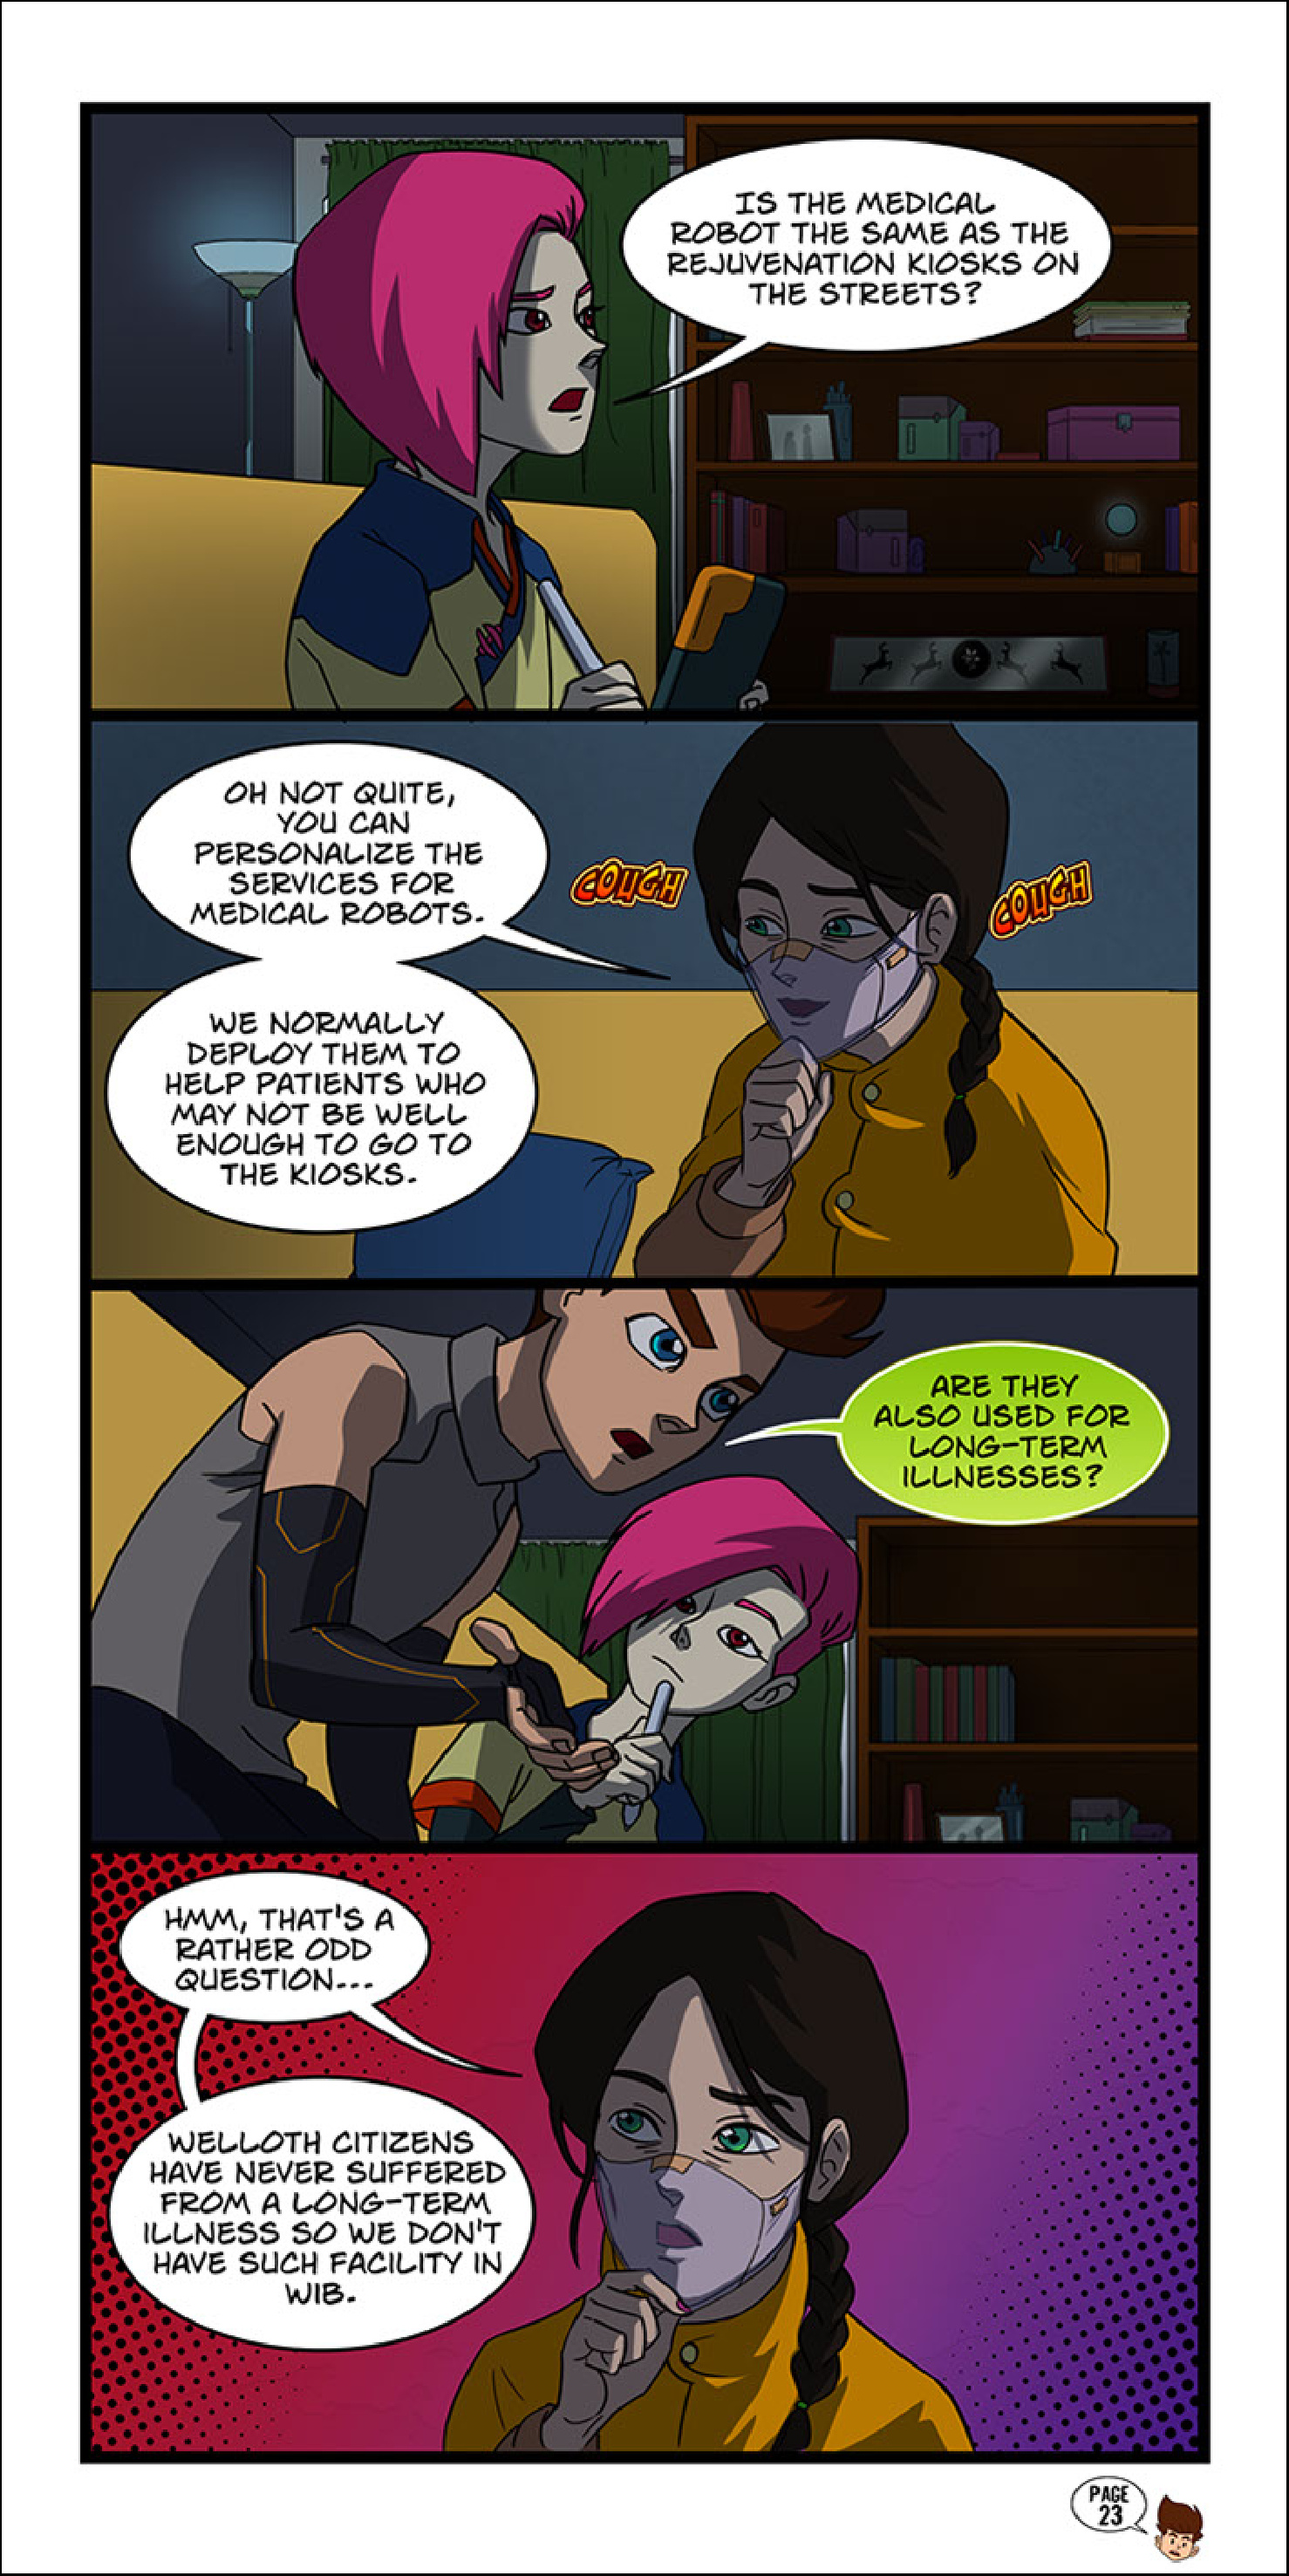 IS THE MEDICAL
ROBOT THE SAME AS THE
REJUVENATION KIOSKS ON
THE STREETS?
OH NOT QUITE,
YOU CAN
PERSONALIZE THE
SERVICES FOR
MEDICAL ROBOTS.
COUGH
COUGH
WE NORMALLY
DEPLOY THEM TO
HELP PATIENTS WHO
MAY NOT BE WELL
ENOUGH TO GO TO
THE KIOSKS.
ARE THEY
ALSO USED FOR
LONG-TERM
ILLNESSES?
HMM, THAT'S A
RATHER ODD
QUESTION...
WELLOTH CITIZENS
HAVE NEVER SUFFERED
FROM A LONG-TERM
ILLNESS SO WE DON'T
HAVE SUCH FACILITY IN
WIB.
PAGE
23